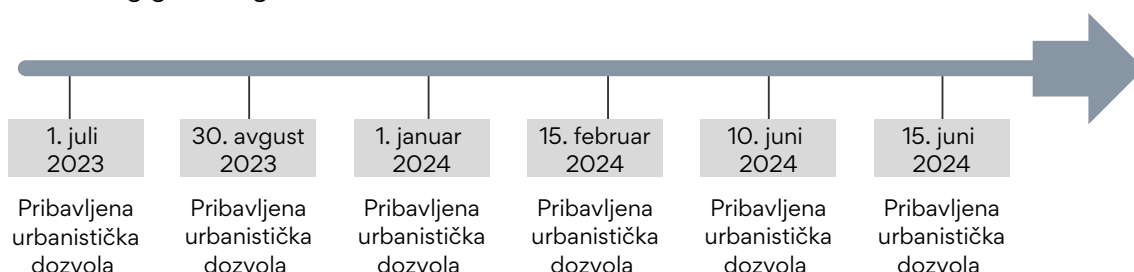 1. juli
2023
30. avgust
2023
1. januar
2024
15. februar
2024
10. juni
2024
15. juni
2024
Pribavljena
urbanistička
dozvola
Pribavljena
urbanistička
dozvola
Pribavljena
urbanistička
dozvola
Pribavljena
urbanistička
dozvola
Pribavljena
urbanistička
dozvola
Pribavljena
urbanistička
dozvola